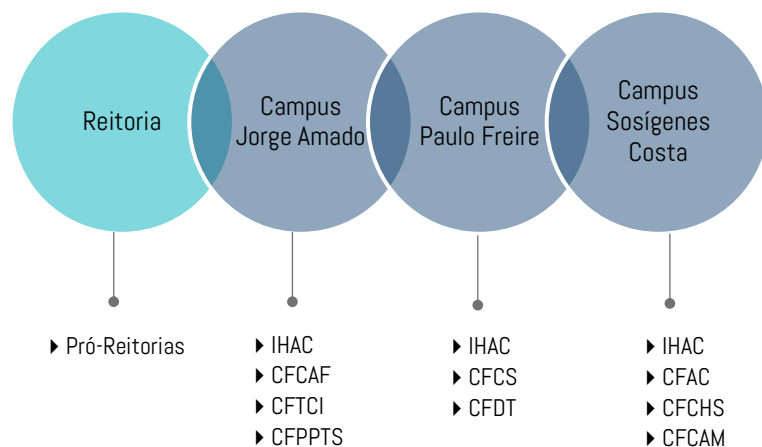 Reitoria
Campus
Jorge Amado
Campus
Paulo Freire
Campus
Sosígenes
Costa
Pró-Reitorias
IHAC
CFCAF
CFTCI
CFPPTS
IHAC
CFCS
CFDT
IHAC
CFAC
CFCHS
CFCAM